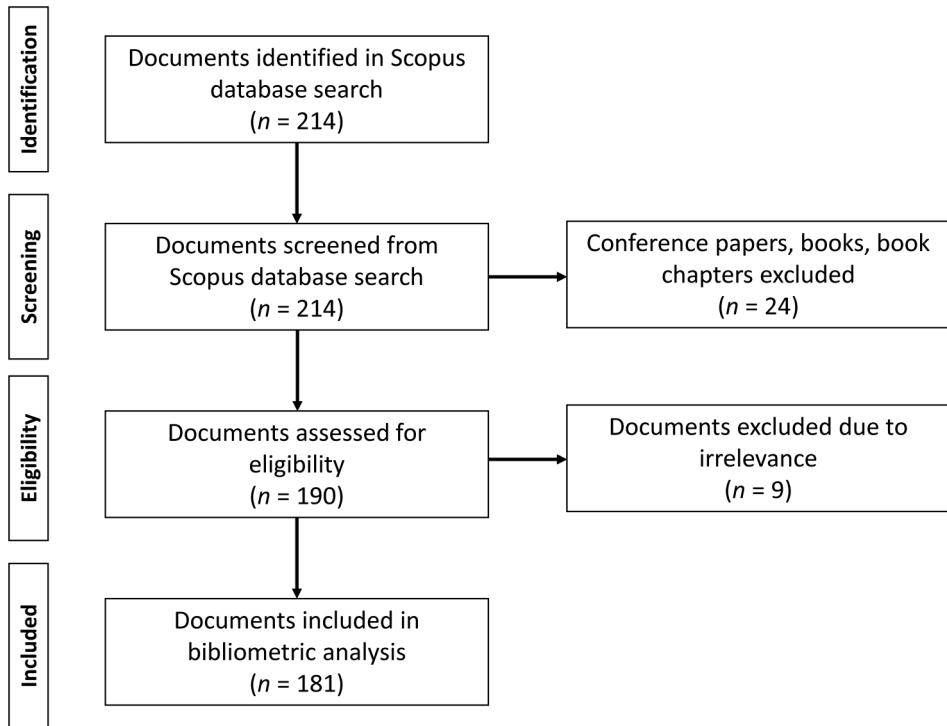 Identification
Documents identified in Scopus
database search
(n = 214)
Screening
Documents screened from
Scopus database search
(n = 214)
Conference papers, books, book
chapters excluded
(n = 24)
Eligibility
Documents assessed for
eligibility
(n = 190)
Documents excluded due to
irrelevance
(n = 9)
Included
Documents included in
bibliometric analysis
(n = 181)